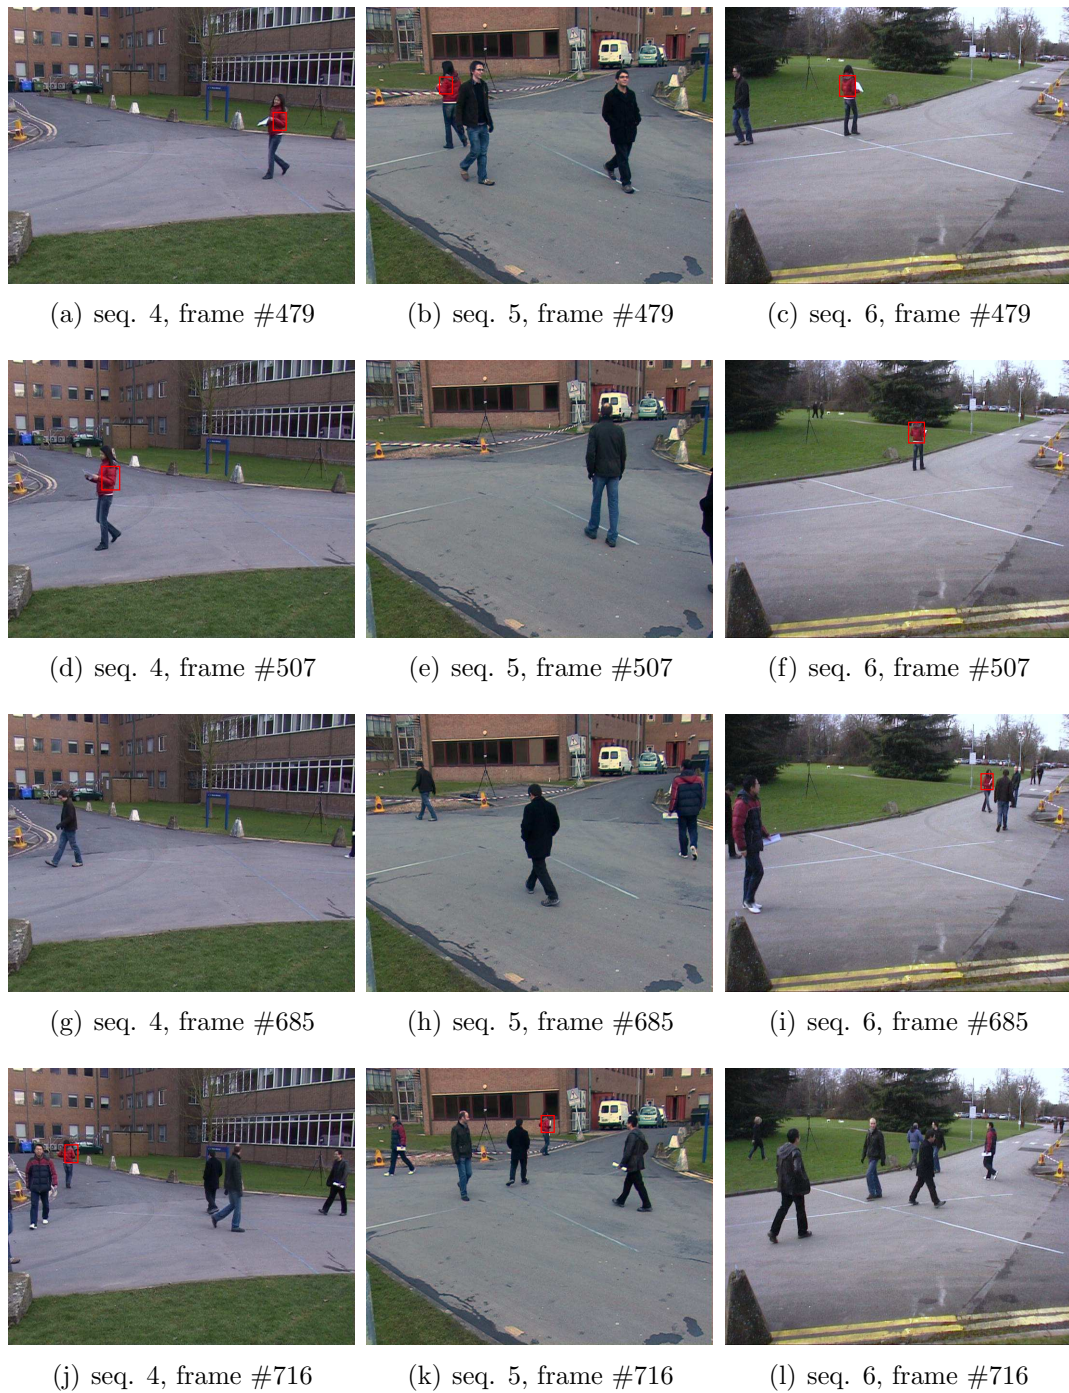 (a) seq. 4, frame #479
(b) seq. 5, frame #479
(c) seq. 6, frame #479
(d) seq. 4, frame #507
(e) seq. 5, frame #507
(f) seq. 6, frame #507
(g) seq. 4, frame #685
(h) seq. 5, frame #685
(i) seq. 6, frame #685
(j) seq. 4, frame #716
(k) seq. 5, frame #716
(l) seq. 6, frame #716